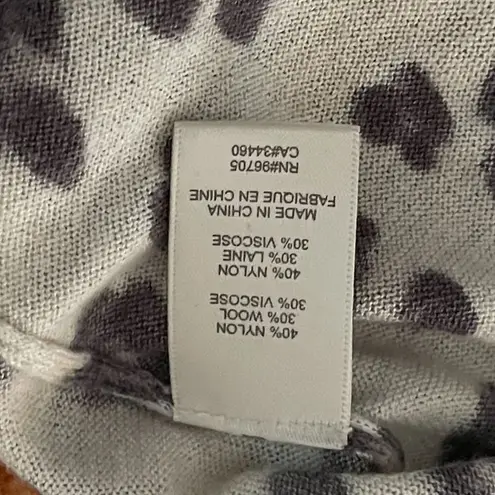 40% NYLON
30% WOOL
30% VISCOSE
40% NYLON
30% LAINE
30% VISCOSE
MADE IN CHINA
FABRIQUE EN CHINE
RN#96705
CA#34460